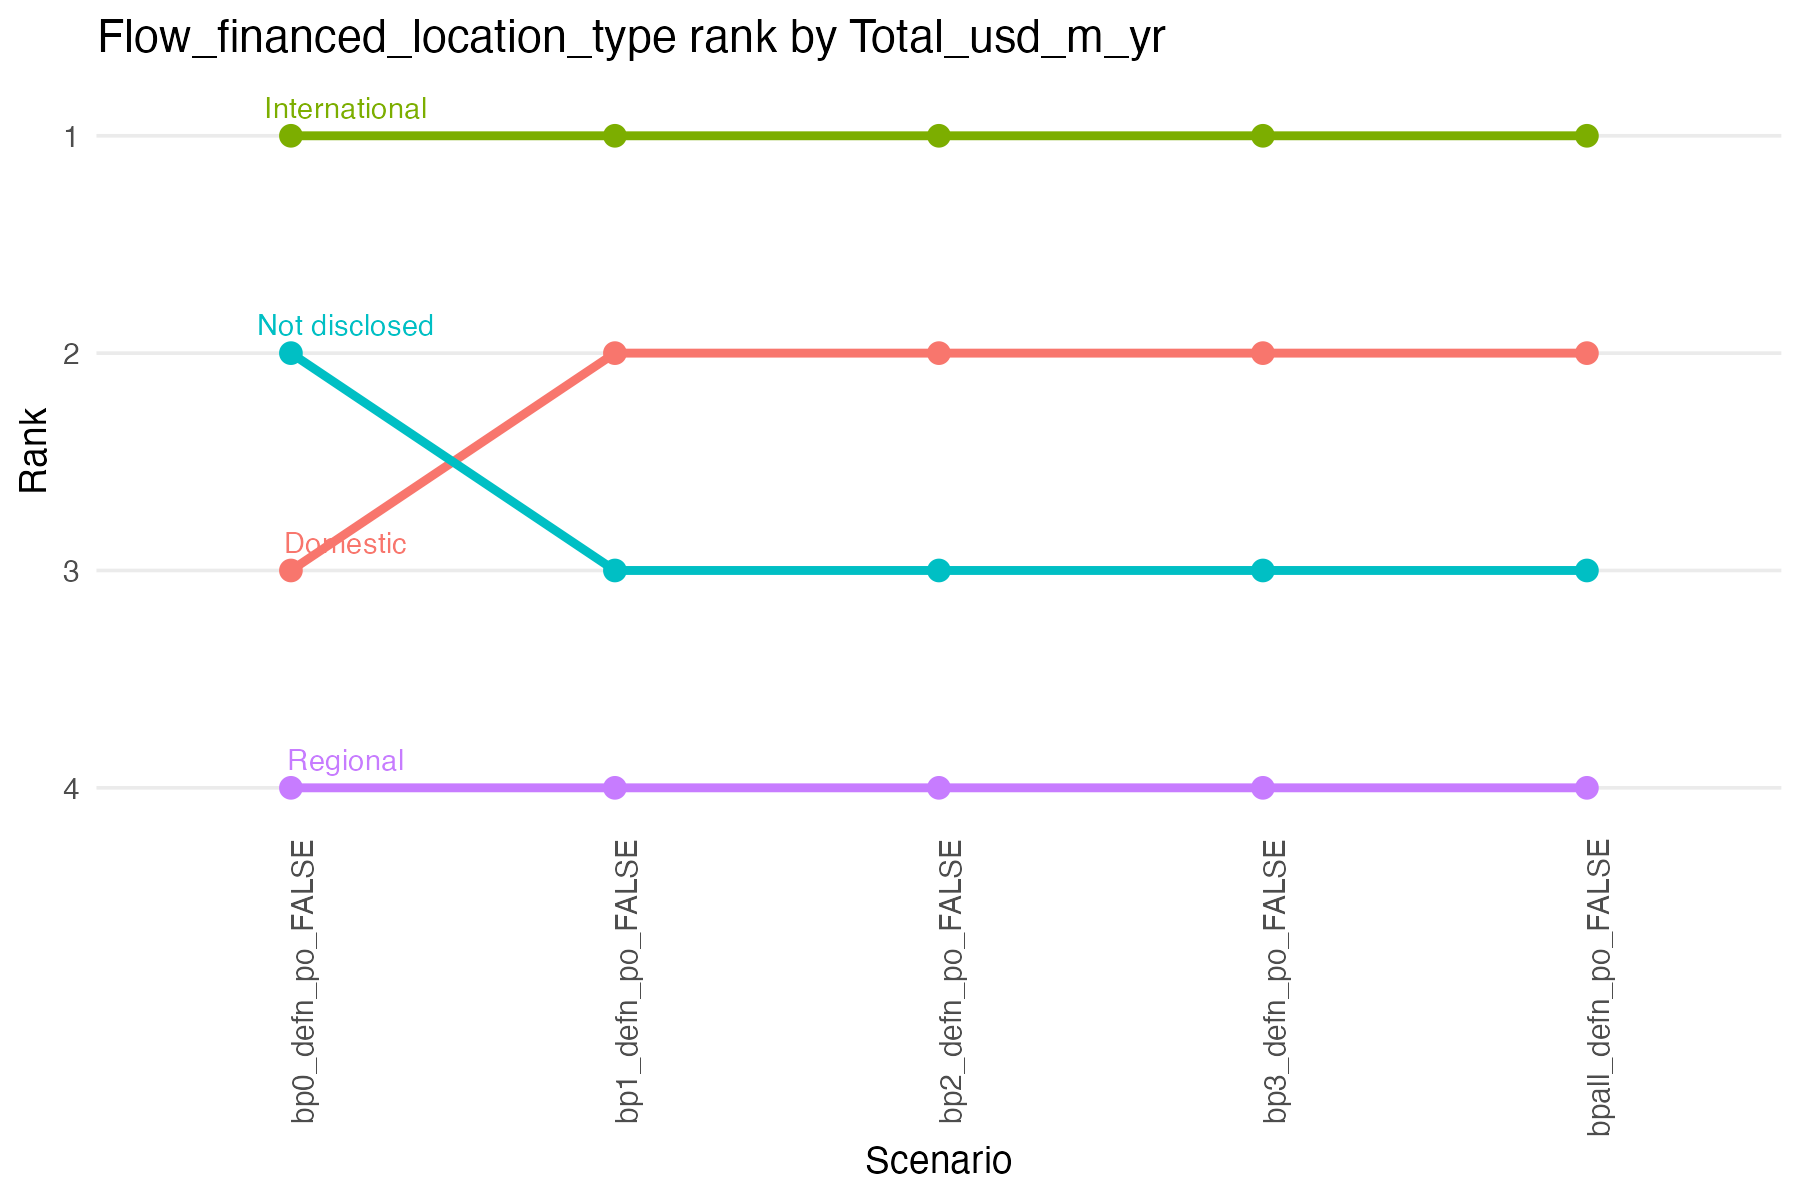 Flow_financed_location_type rank by Total_usd_m_yr
International
1
Not disclosed
2
Rank
Domestic
3
Regional
4
bp0_defn_po_FALSE
bp1_defn_po_FALSE
bp2_defn_po_FALSE
bp3_defn_po_FALSE
bpall_defn_po_FALSE
Scenario